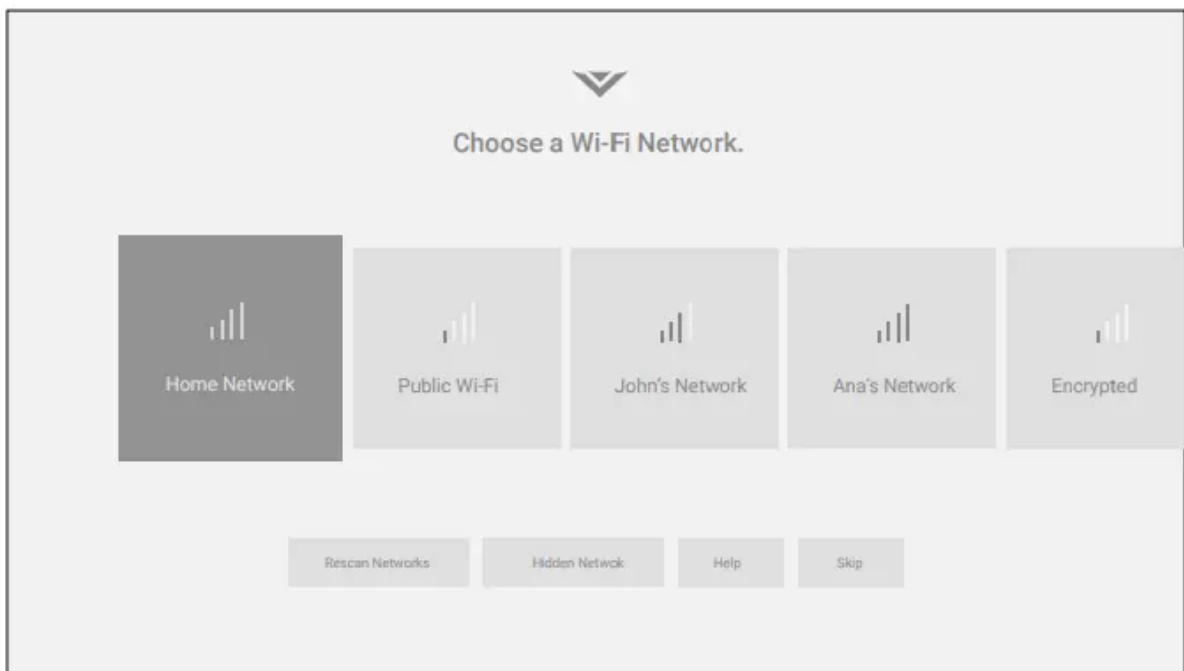 Choose a Wi-Fi Network.
Home Network
Public Wi-Fi
John's Network
Ana's Network
Encrypted
Rescan Networks
Hidden Netwok
Help
Skip